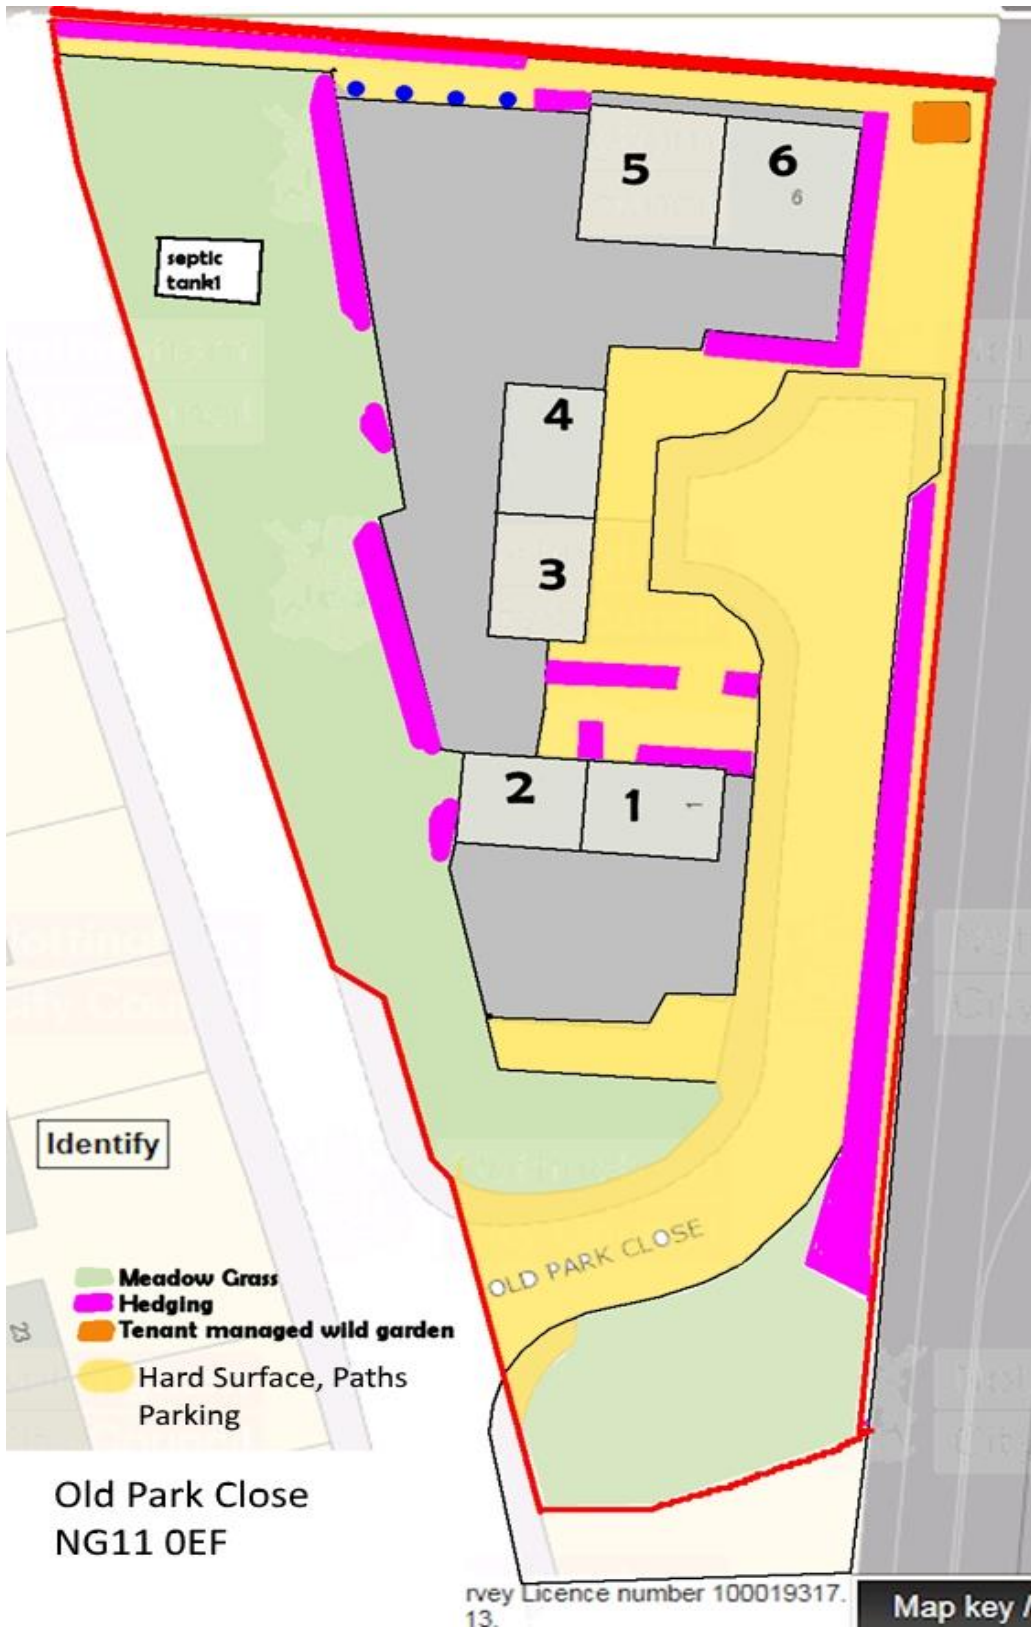 5
6
6
septic
tank1
4
3
2
1
1
Identify
OLD PARK CLOSE
Meadow Grass
Hedging
Tenant managed wild garden
23
Hard Surface, Paths
Parking
Old Park Close
NG11 0EF
rvey Licence number 100019317.
13.
Map key /